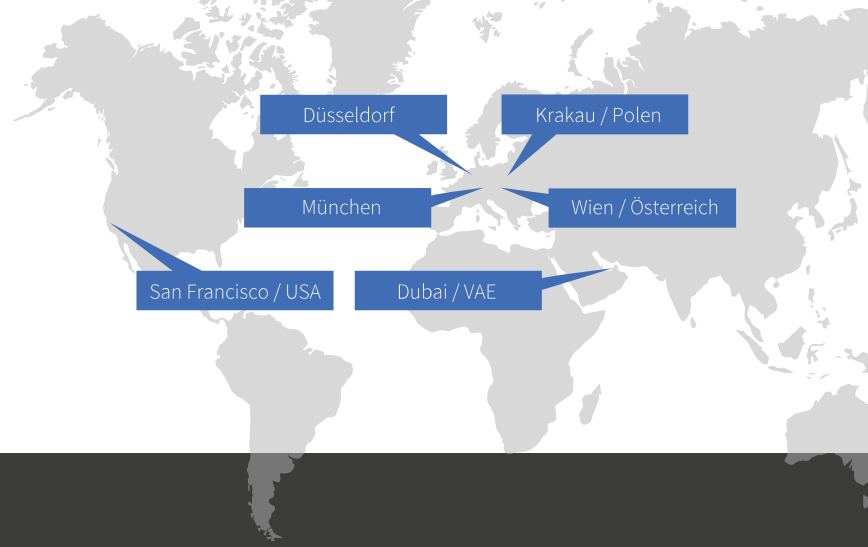 Düsseldorf
Krakau / Polen
München
Wien / Österreich
San Francisco / USA
Dubai / VAE